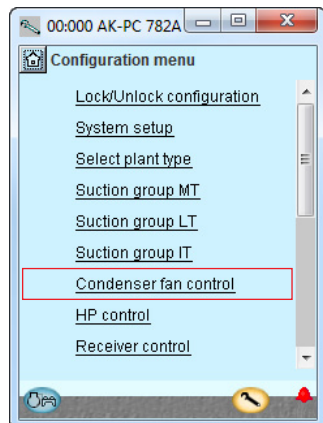 00:000 AK-PC 782A
Configuration menu
Lock/Unlock configuration
System setup
Select plant type
Suction group MT
Suction group LT
Suction group IT
Condenser fan control
HP control
Receiver control